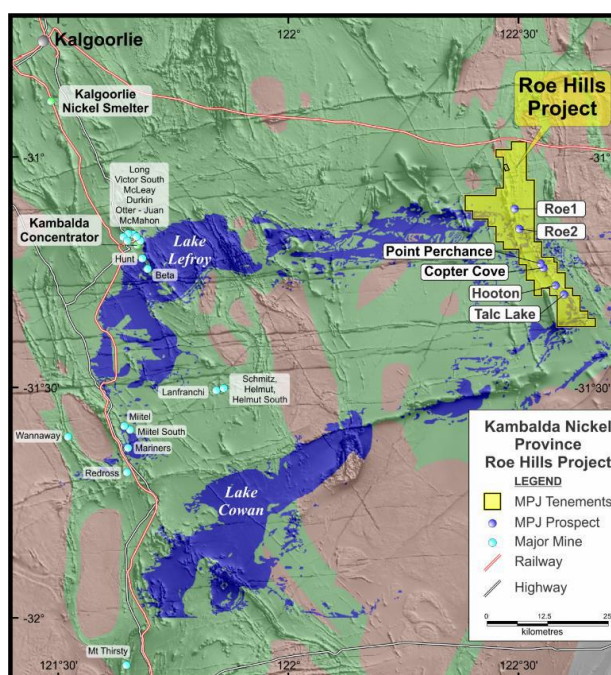 122°
122°30'
Kalgoorlie
Roe Hills
Project
Kalgoorlie
Nickel Smelter
-31°
-31°
Long
Victor South
McLeay
Durkin
Otter - Juan
McMahon
Kambalda
Concentrator
Lake
Lefroy
Hunt
Beta
Roe1
Roe2
Point Perchance
Copter Cove
Hooton
Talc Lake
-31°30'
-31°30'
Lanfranchi
Schmitz,
Helmut,
Helmut South
Miitel
Miitel South
Wannaway
Mariners
Redross
Lake
Cowan
Kambalda Nickel
Province
Roe Hills Project
LEGEND
MPJ Tenements
MPJ Prospect
Major Mine
Railway
Highway
0 12.5 25
kilometres
-32°
Mt Thirsty
121°30'
122°
122°30'